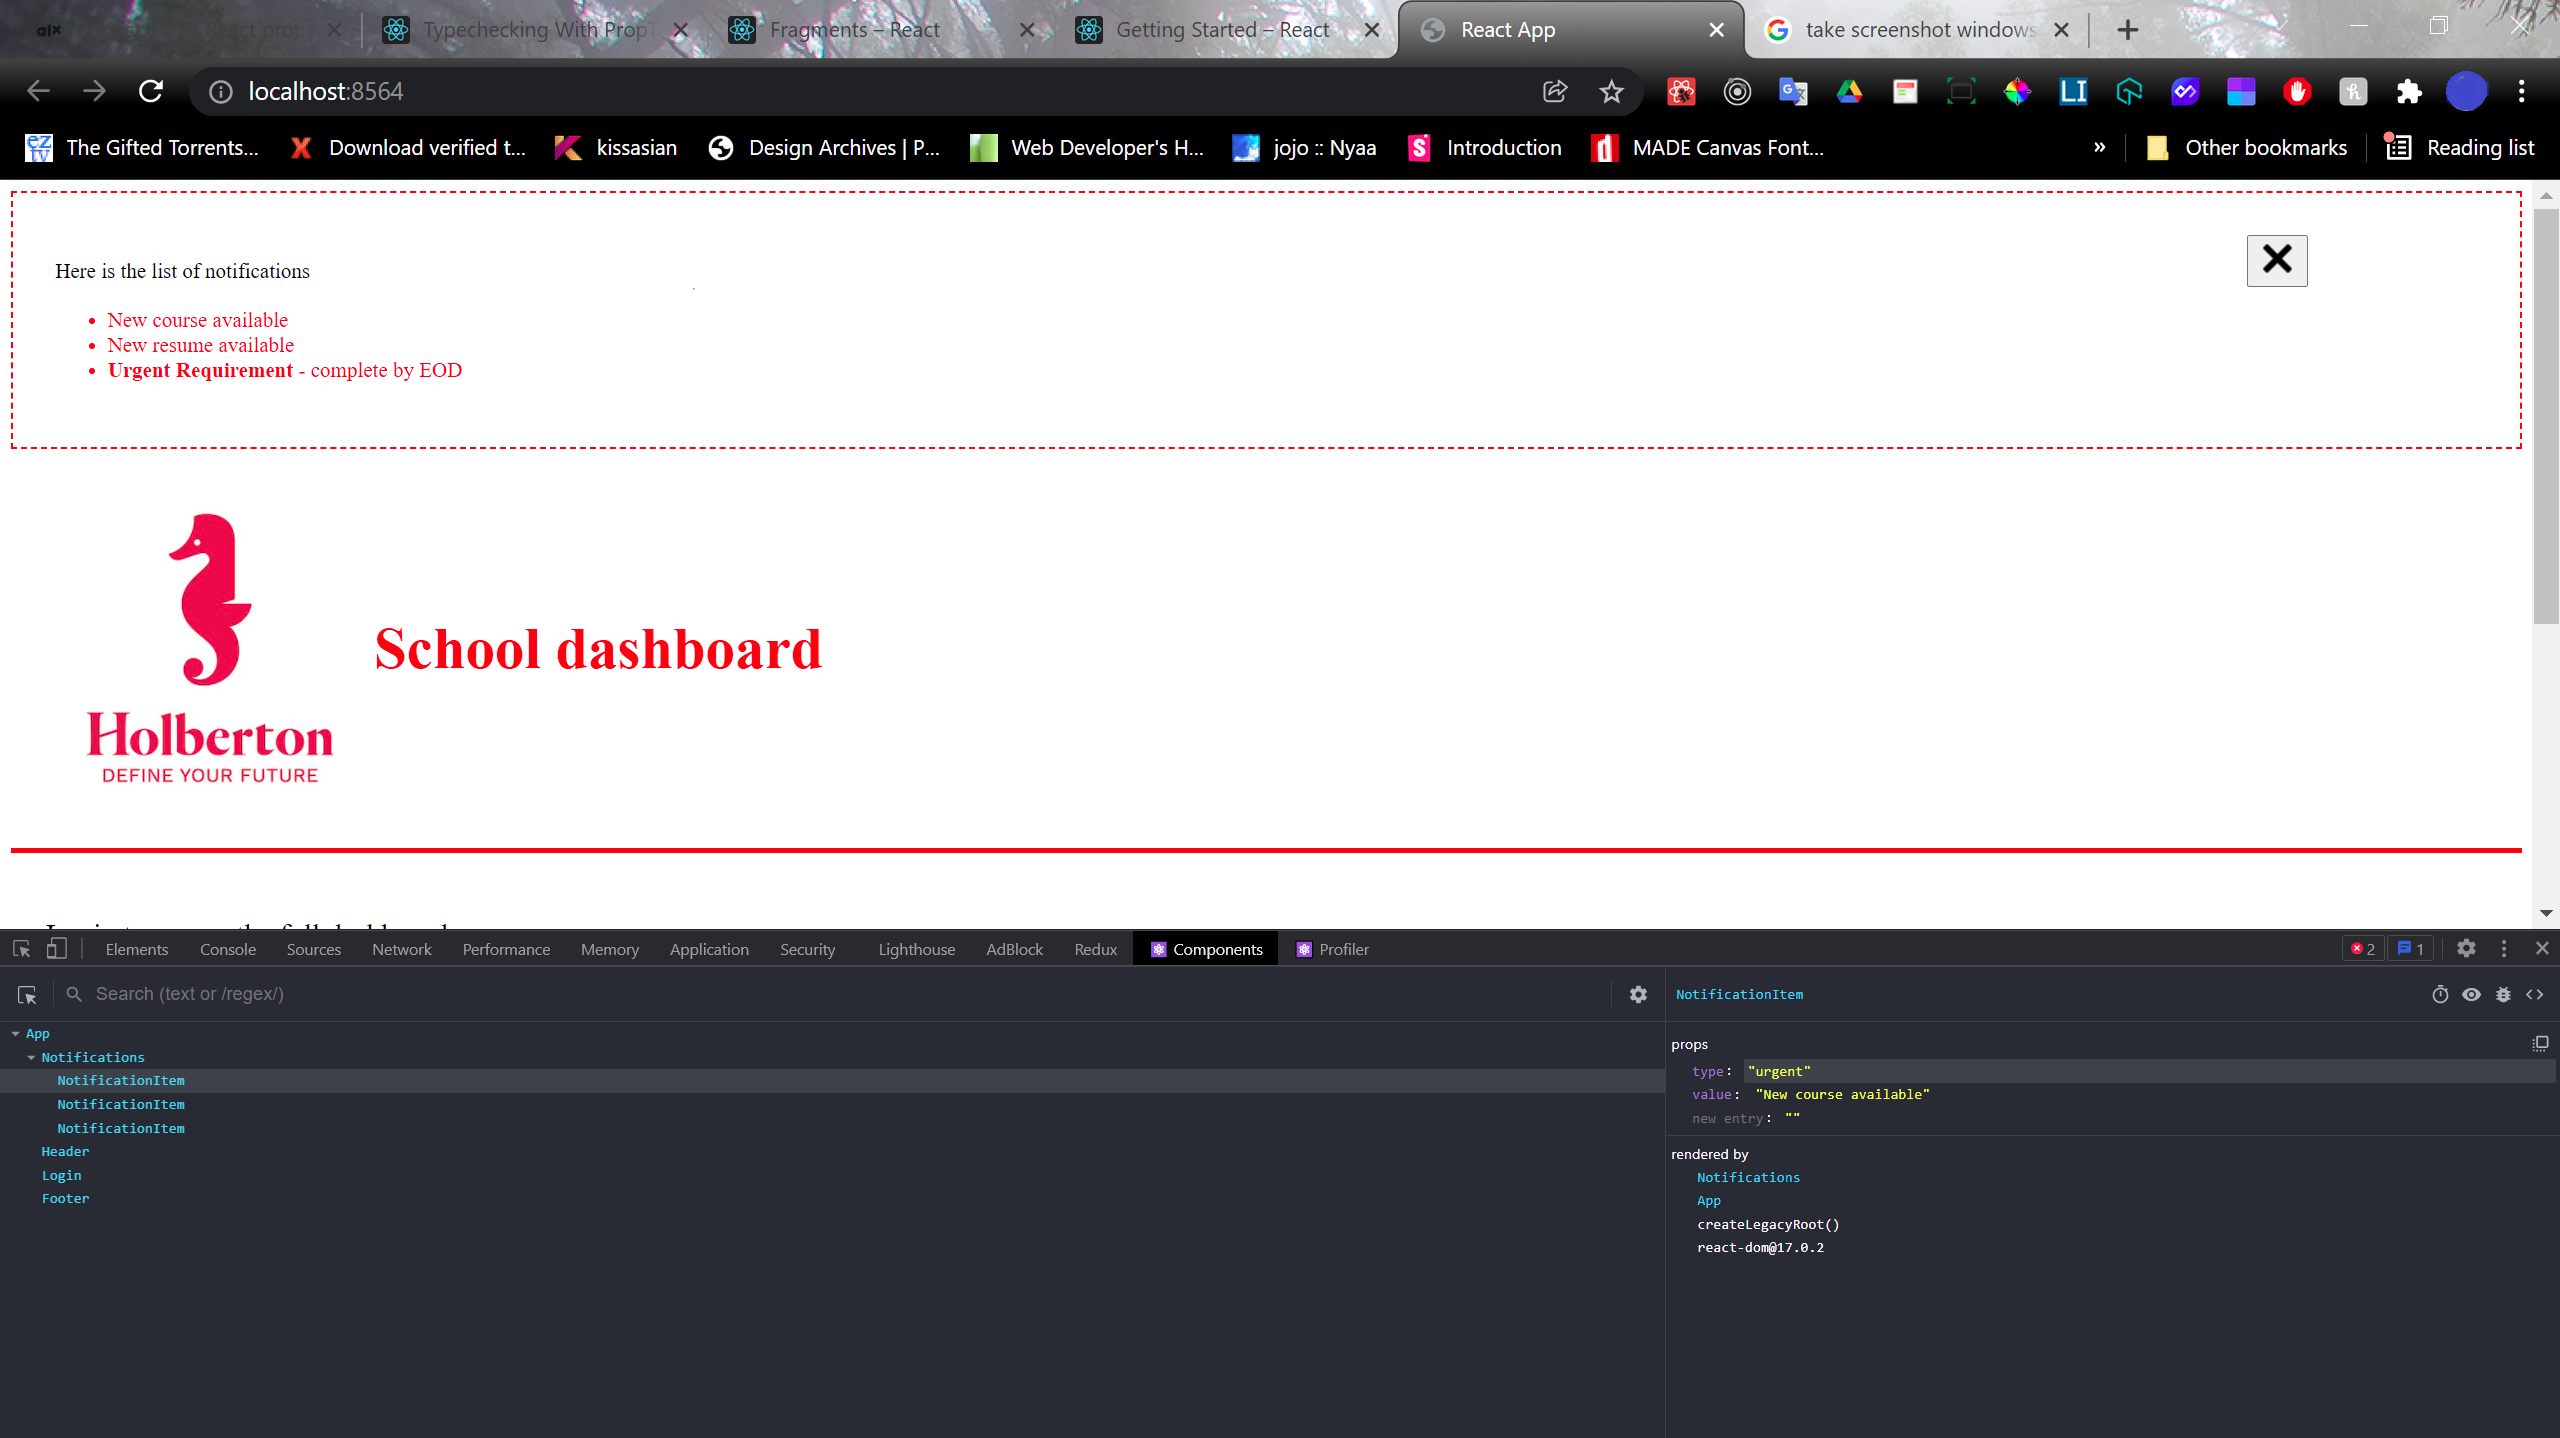 alx
Typechecking With PropT
Fragments – React
Getting Started – React
React App
take screenshot windows
localhost:8564
The Gifted Torrents...
Download verified t...
kissasian
Design Archives | P...
Web Developer's H...
jojo :: Nyaa
Introduction
MADE Canvas Font...
»
Other bookmarks
Reading list
Here is the list of notifications
New course available
New resume available
Urgent Requirement - complete by EOD
Holberton
DEFINE YOUR FUTURE
School dashboard
Elements
Console
Sources
Network
Performance
Memory
Application
Security
Lighthouse
AdBlock
Redux
Components
Profiler
2
1
Search (text or /regex/)
App
Notifications
NotificationItem
NotificationItem
NotificationItem
Header
Login
Footer
NotificationItem
props
type: "urgent"
value: "New course available"
new entry: ""
rendered by
Notifications
App
createLegacyRoot()
react-dom@17.0.2